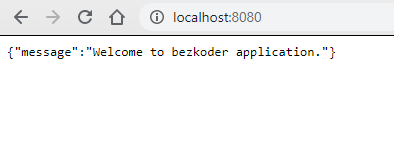 localhost:8080
{"message":"Welcome to bezkoder application."}